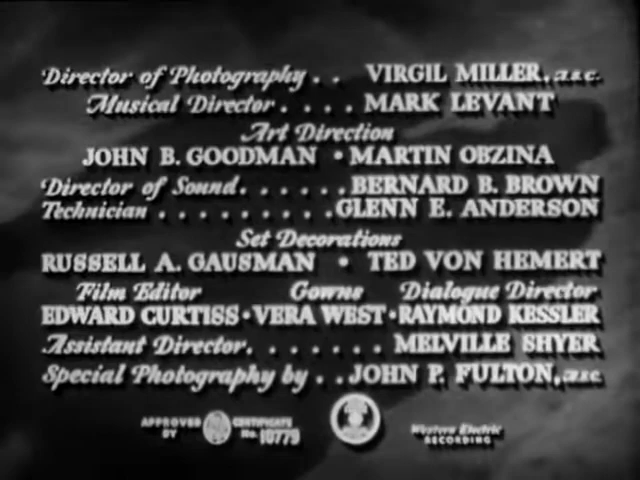 Director of Photography . . VIRGIL MILLER, A.S.C.
Musical Director . . . . MARK LEVANT
Art Direction
JOHN B. GOODMAN • MARTIN OBZINA
Director of Sound . . . . . . BERNARD B. BROWN
Technician . . . . . . . . . GLENN E. ANDERSON
Set Decorations
RUSSELL A. GAUSMAN • TED VON HEMERT
Film Editor Gowns Dialogue Director
EDWARD CURTISS • VERA WEST • RAYMOND KESSLER
Assistant Director . . . . . . . MELVILLE SHYER
Special Photography by . . JOHN P. FULTON, A.S.C.
APPROVED BY CERTIFICATE No. 10779
Western Electric
RECORDING